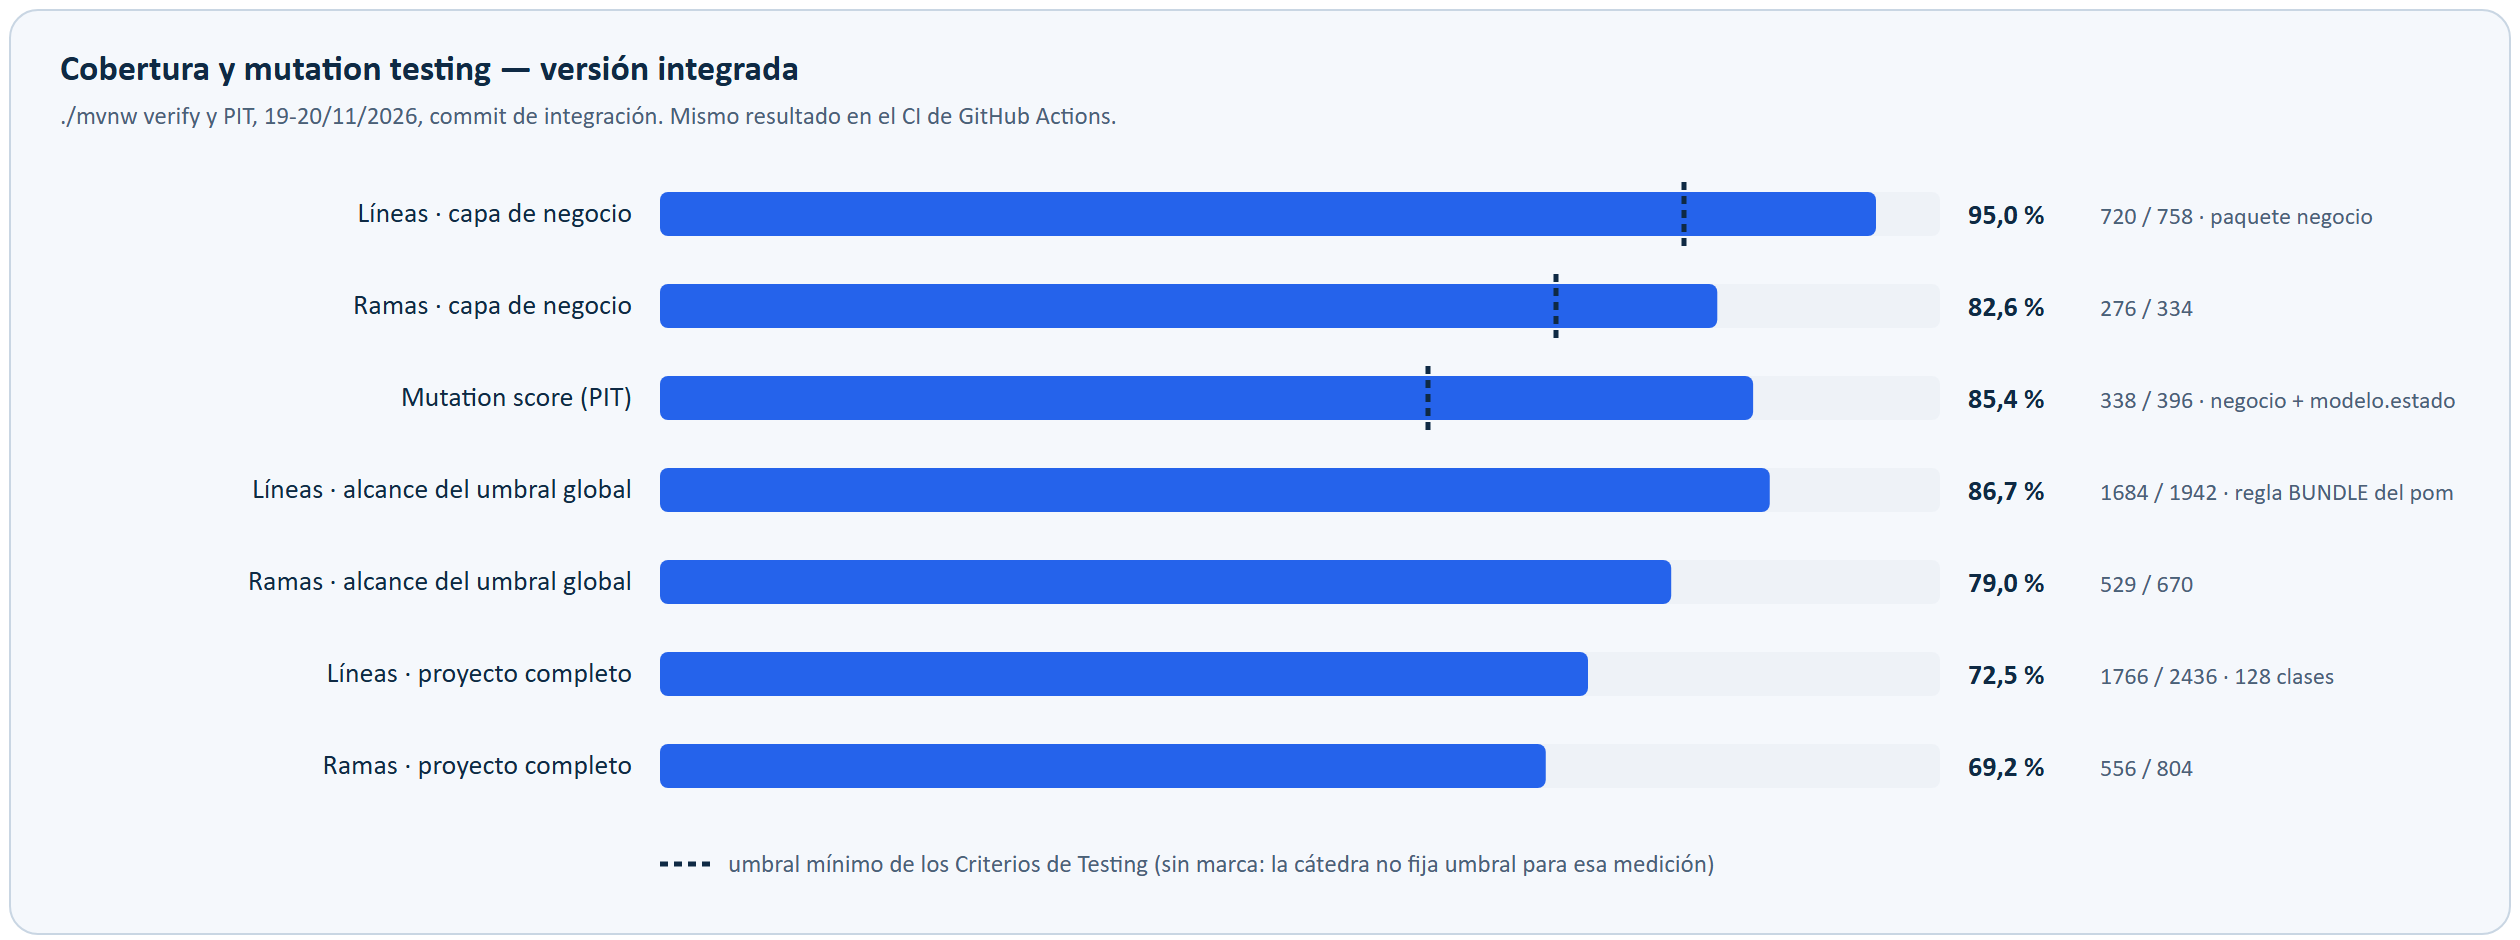 Cobertura y mutation testing — versión integrada
./mvnw verify y PIT, 19-20/11/2026, commit de integración. Mismo resultado en el CI de GitHub Actions.
Líneas · capa de negocio 95,0 % 720 / 758 · paquete negocio
Ramas · capa de negocio 82,6 % 276 / 334
Mutation score (PIT) 85,4 % 338 / 396 · negocio + modelo.estado
Líneas · alcance del umbral global 86,7 % 1684 / 1942 · regla BUNDLE del pom
Ramas · alcance del umbral global 79,0 % 529 / 670
Líneas · proyecto completo 72,5 % 1766 / 2436 · 128 clases
Ramas · proyecto completo 69,2 % 556 / 804
umbral mínimo de los Criterios de Testing (sin marca: la cátedra no fija umbral para esa medición)